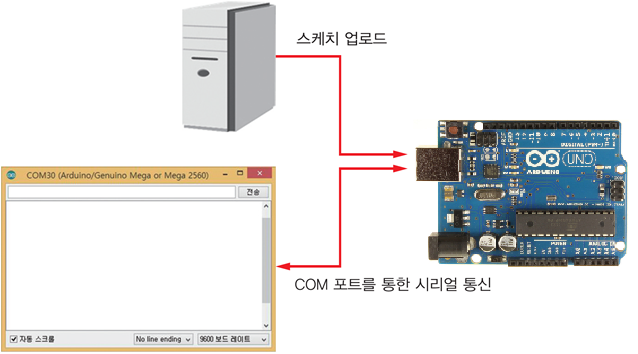 스케치 업로드
COM30 (Arduino/Genuino Mega or Mega 2560)
전송
자동 스크롤
No line ending
9600 보드 레이트
COM 포트를 통한 시리얼 통신
UNO
ARDUINO